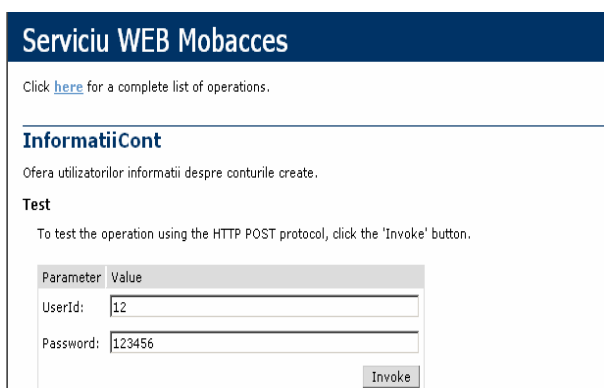 Serviciu WEB Mobacces
Click here for a complete list of operations.
InformatiiCont
Ofera utilizatorilor informatii despre conturile create.
Test
To test the operation using the HTTP POST protocol, click the 'Invoke' button.
Parameter Value
UserId: 12
Password: 123456
Invoke